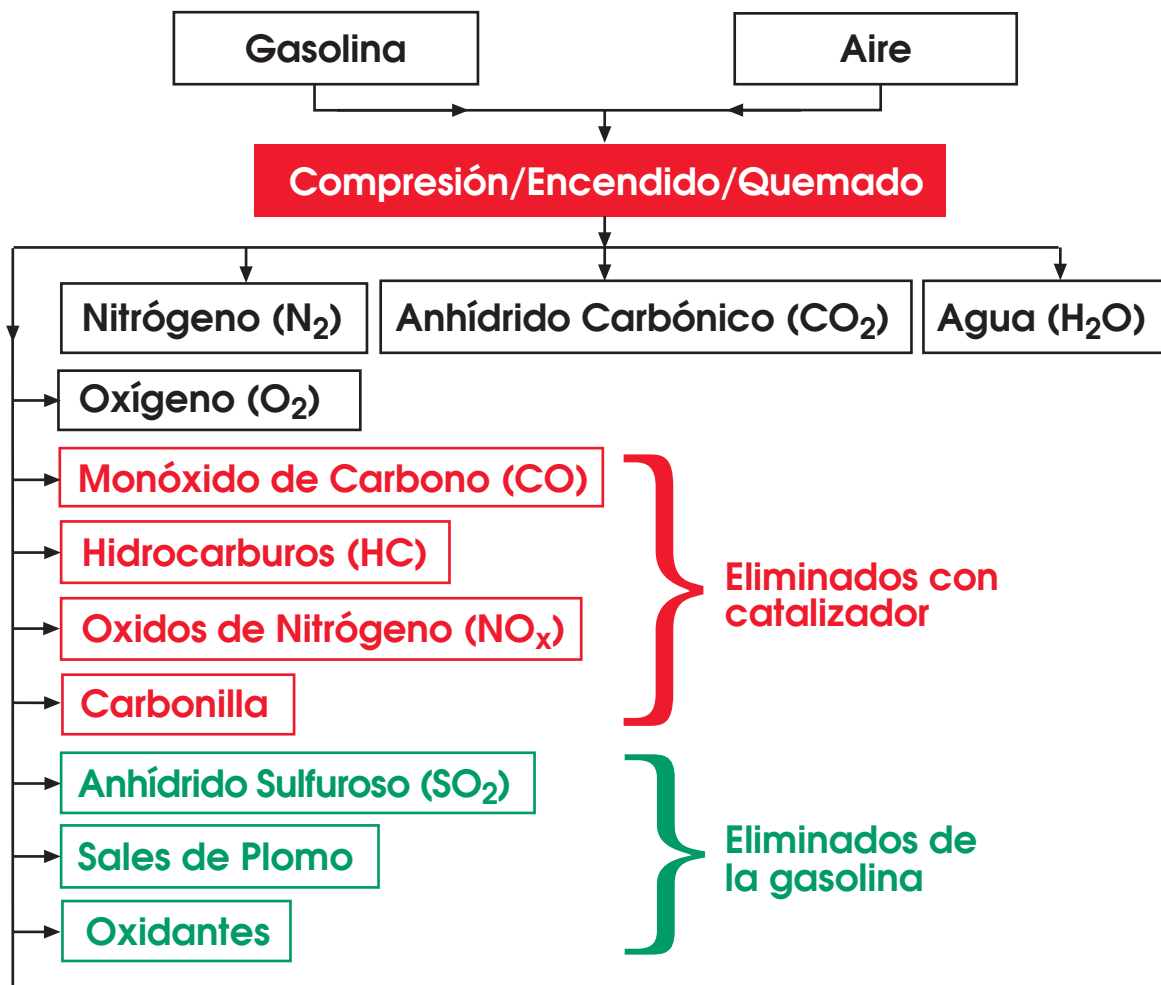 Gasolina
Aire
Compresión/Encendido/Quemado
Nitrógeno (N₂)
Anhídrido Carbónico (CO₂)
Agua (H₂O)
Oxígeno (O₂)
Monóxido de Carbono (CO)
Hidrocarburos (HC)
Oxidos de Nitrógeno (NOₓ)
Carbonilla
Eliminados con
catalizador
Anhídrido Sulfuroso (SO₂)
Sales de Plomo
Oxidantes
Eliminados de
la gasolina